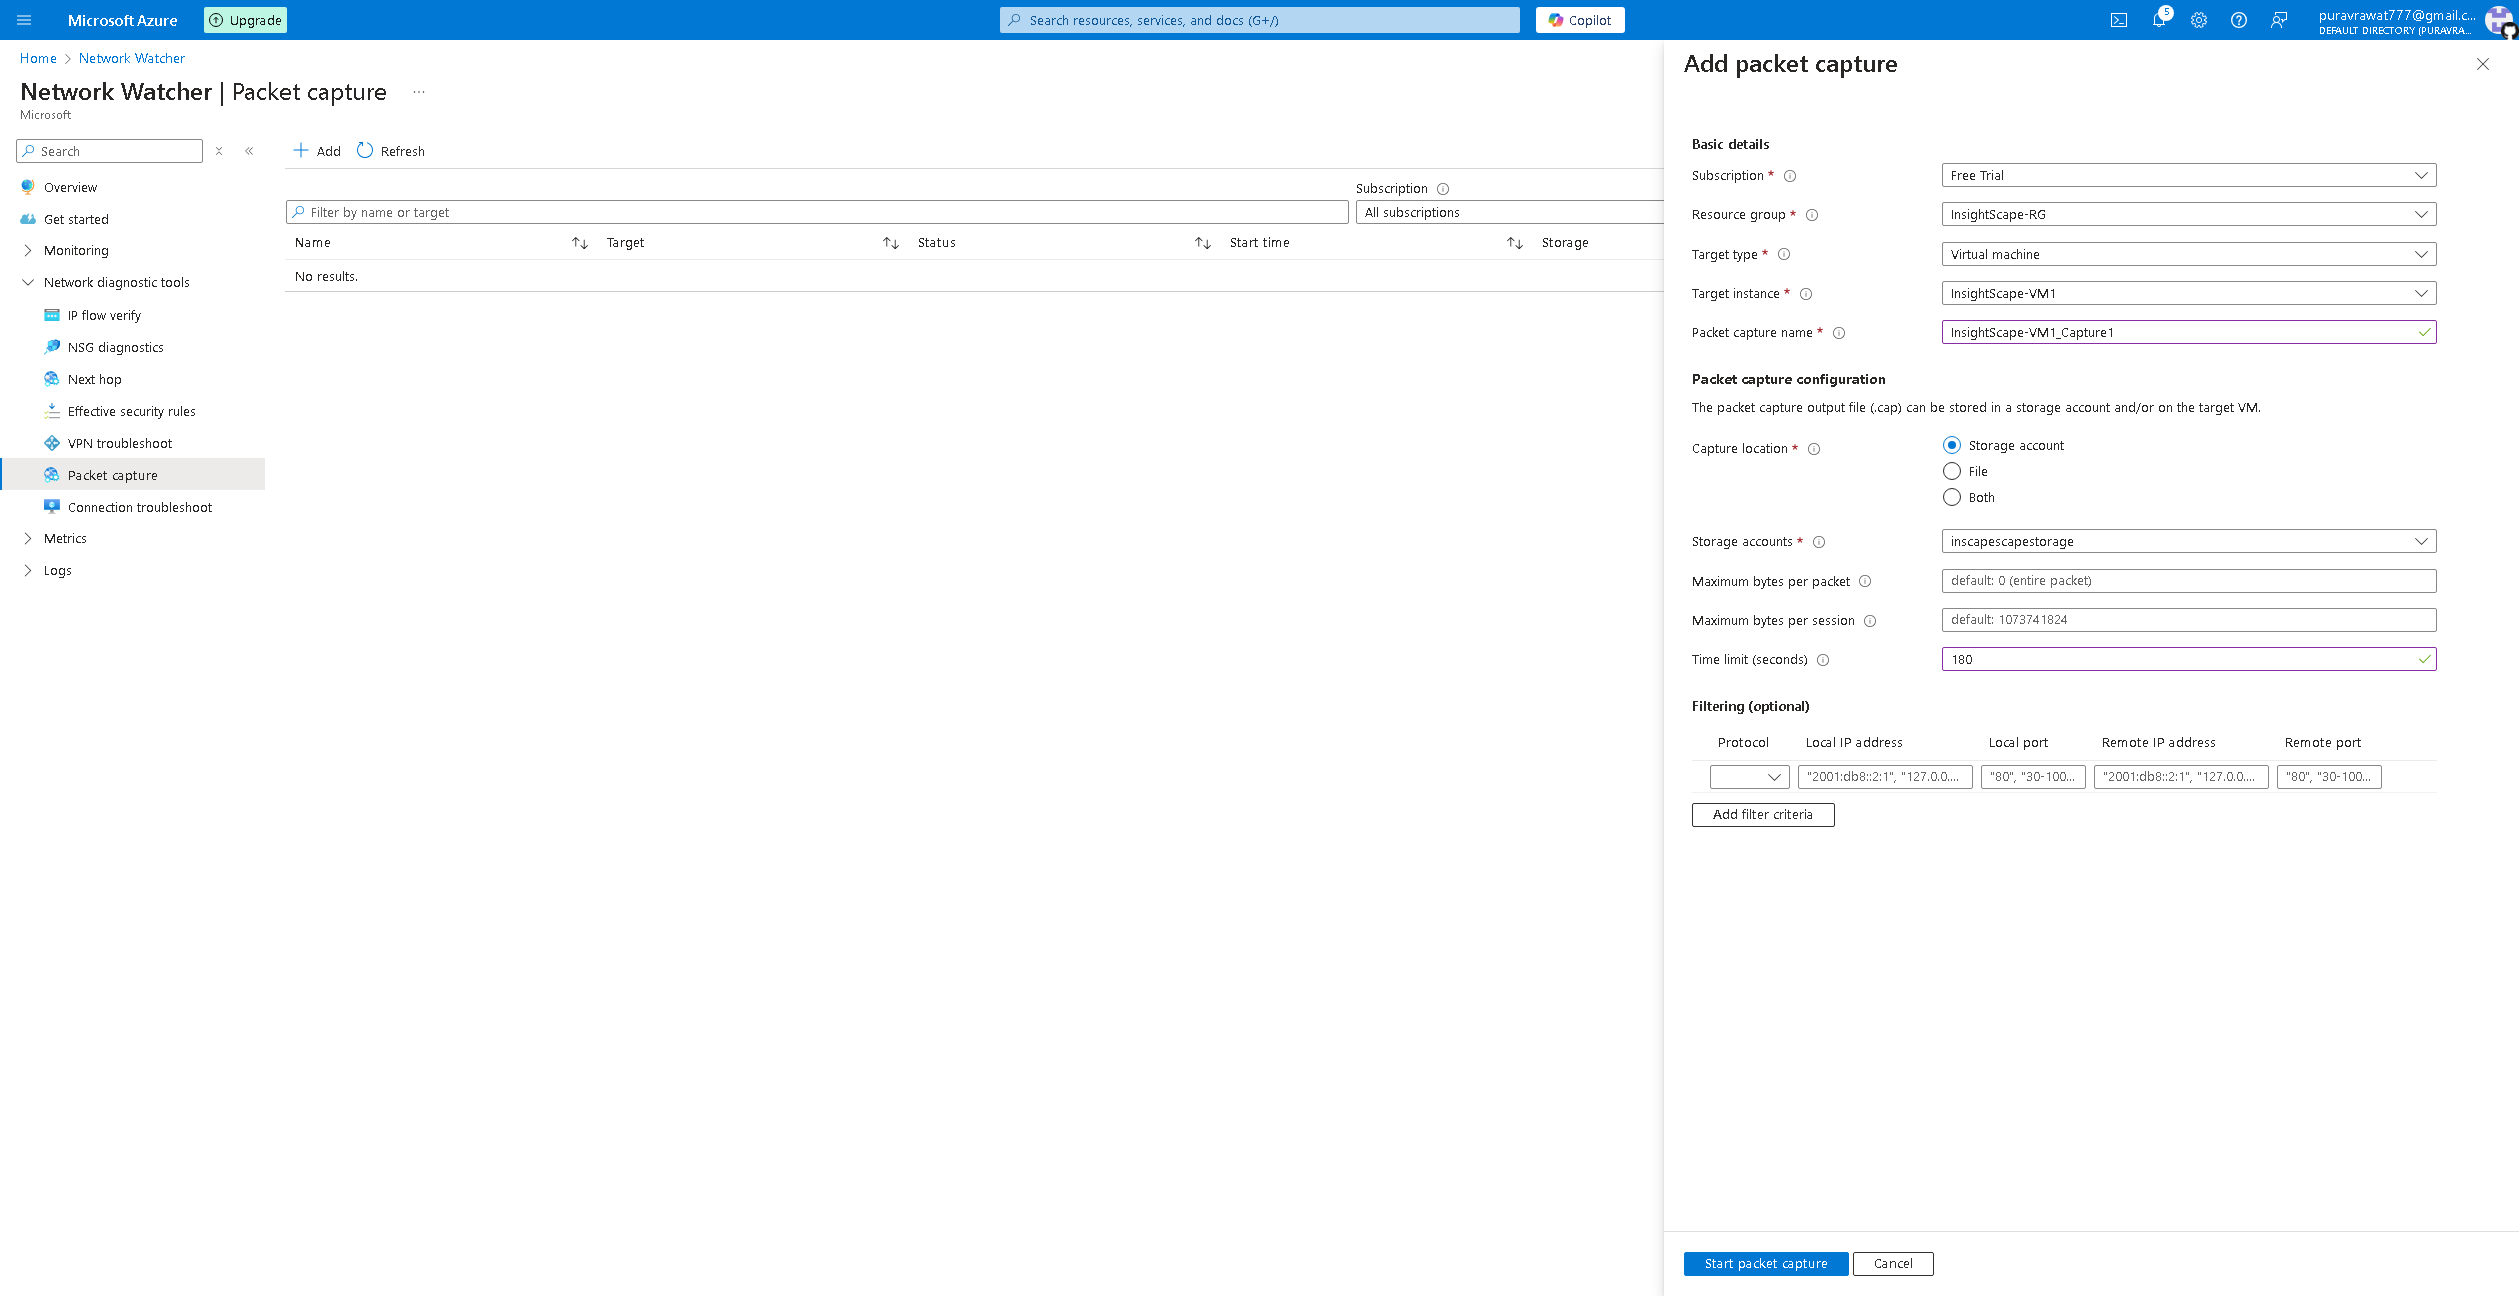 Microsoft Azure
Upgrade
Search resources, services, and docs (G+/)
Copilot
5
puravrawat777@gmail.c...
DEFAULT DIRECTORY (PURAVRA...
Home > Network Watcher
Network Watcher | Packet capture ...
Microsoft
Search
Overview
Get started
Monitoring
Network diagnostic tools
IP flow verify
NSG diagnostics
Next hop
Effective security rules
VPN troubleshoot
Packet capture
Connection troubleshoot
Metrics
Logs
Add
Refresh
Subscription
Filter by name or target
All subscriptions
Name Target Status Start time Storage
No results.
Add packet capture
Basic details
Subscription * Free Trial
Resource group * InsightScape-RG
Target type * Virtual machine
Target instance * InsightScape-VM1
Packet capture name * InsightScape-VM1_Capture1
Packet capture configuration
The packet capture output file (.cap) can be stored in a storage account and/or on the target VM.
Capture location * Storage account
File
Both
Storage accounts * inscapescapestorage
Maximum bytes per packet default: 0 (entire packet)
Maximum bytes per session default: 1073741824
Time limit (seconds) 180
Filtering (optional)
Protocol Local IP address Local port Remote IP address Remote port
"2001:db8::2:1", "127.0.0.... "80", "30-100... "2001:db8::2:1", "127.0.0.... "80", "30-100...
Add filter criteria
Start packet capture
Cancel